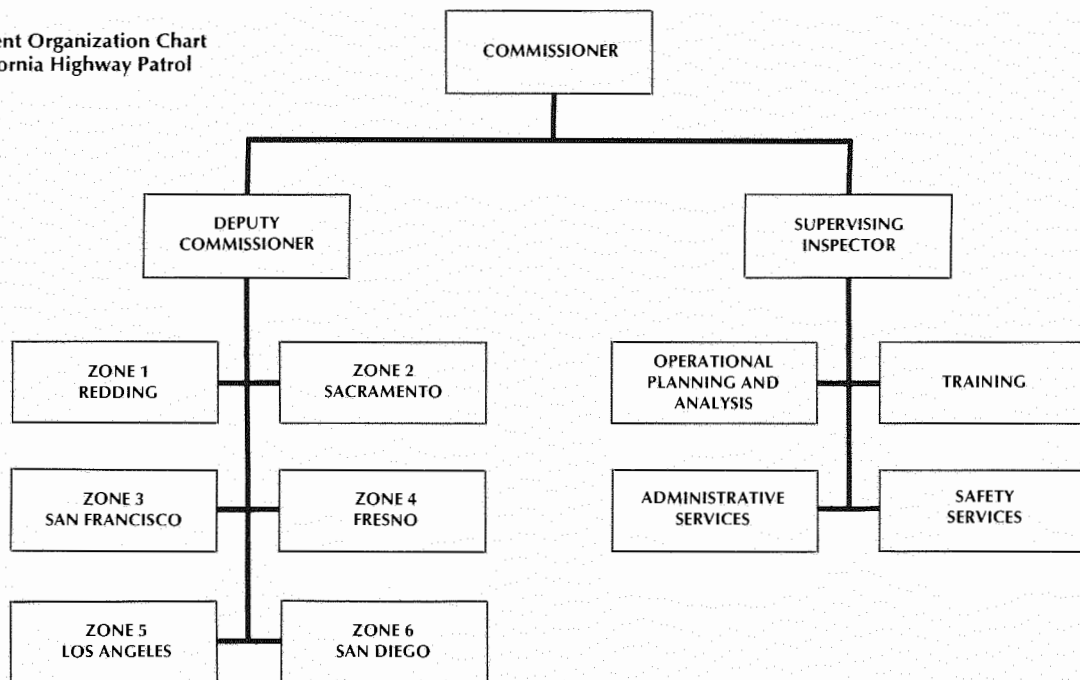 ent Organization Chart
ornia Highway Patrol
COMMISSIONER
DEPUTY
COMMISSIONER
SUPERVISING
INSPECTOR
ZONE 1
REDDING
ZONE 2
SACRAMENTO
OPERATIONAL
PLANNING AND
ANALYSIS
TRAINING
ZONE 3
SAN FRANCISCO
ZONE 4
FRESNO
ADMINISTRATIVE
SERVICES
SAFETY
SERVICES
ZONE 5
LOS ANGELES
ZONE 6
SAN DIEGO